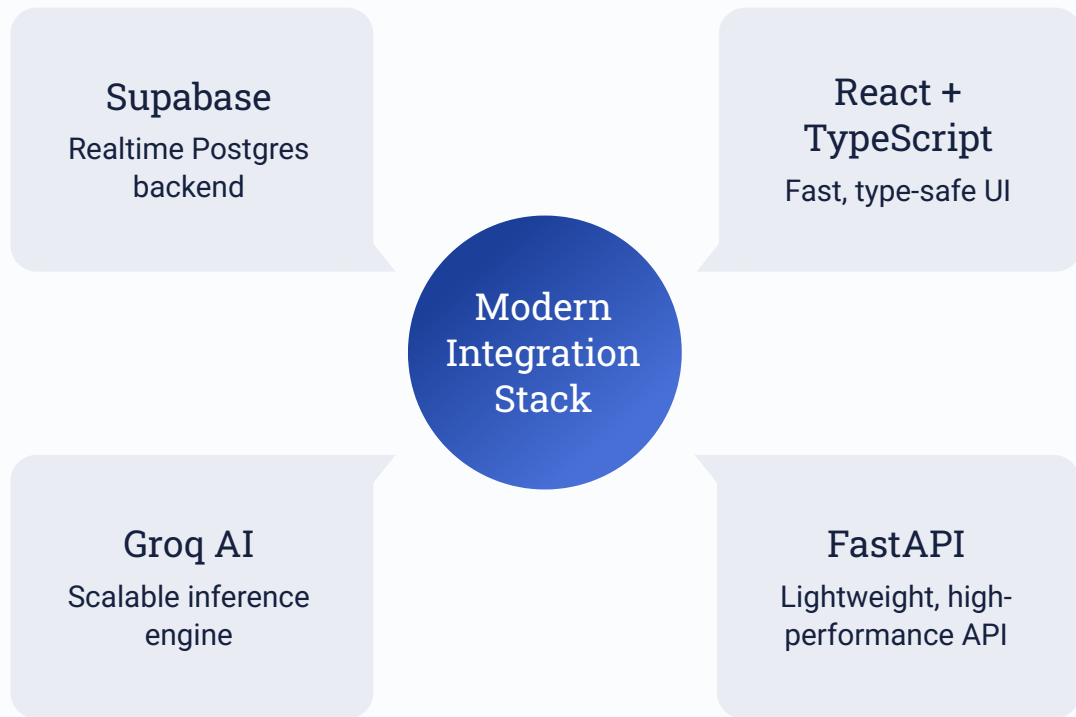 Supabase
Realtime Postgres
backend
React +
TypeScript
Fast, type-safe UI
Modern
Integration
Stack
Groq AI
Scalable inference
engine
FastAPI
Lightweight, high-
performance API